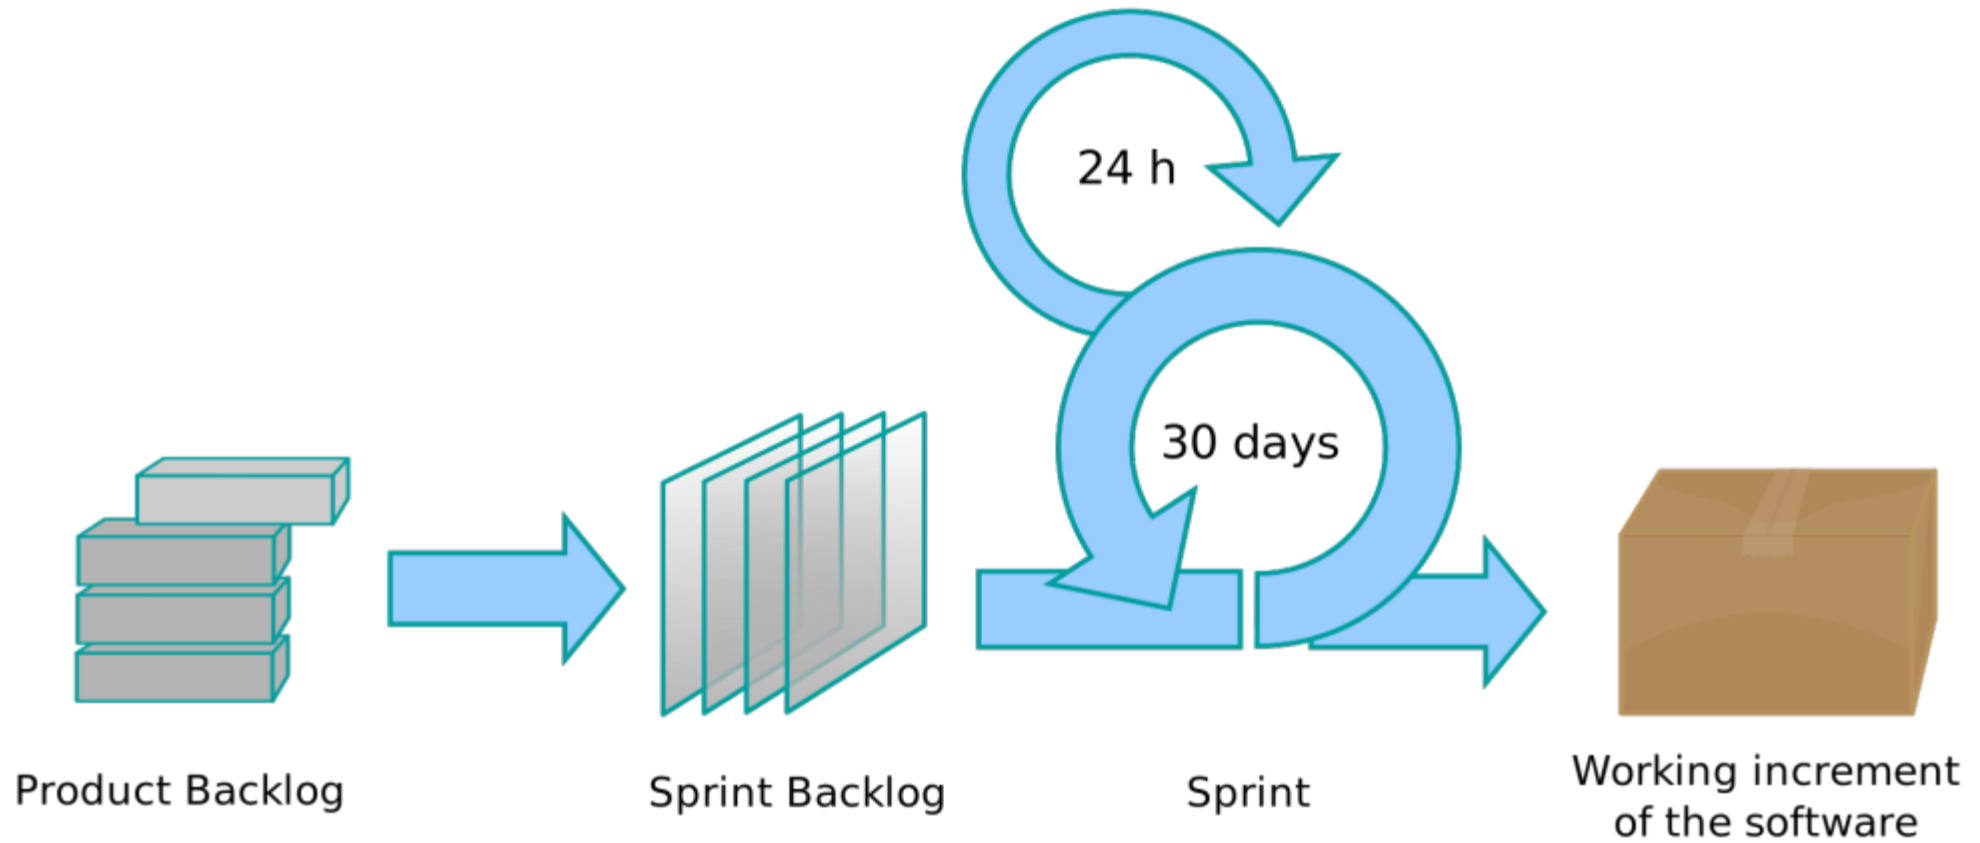 24 h
30 days
Product Backlog
Sprint Backlog
Sprint
Working increment
of the software